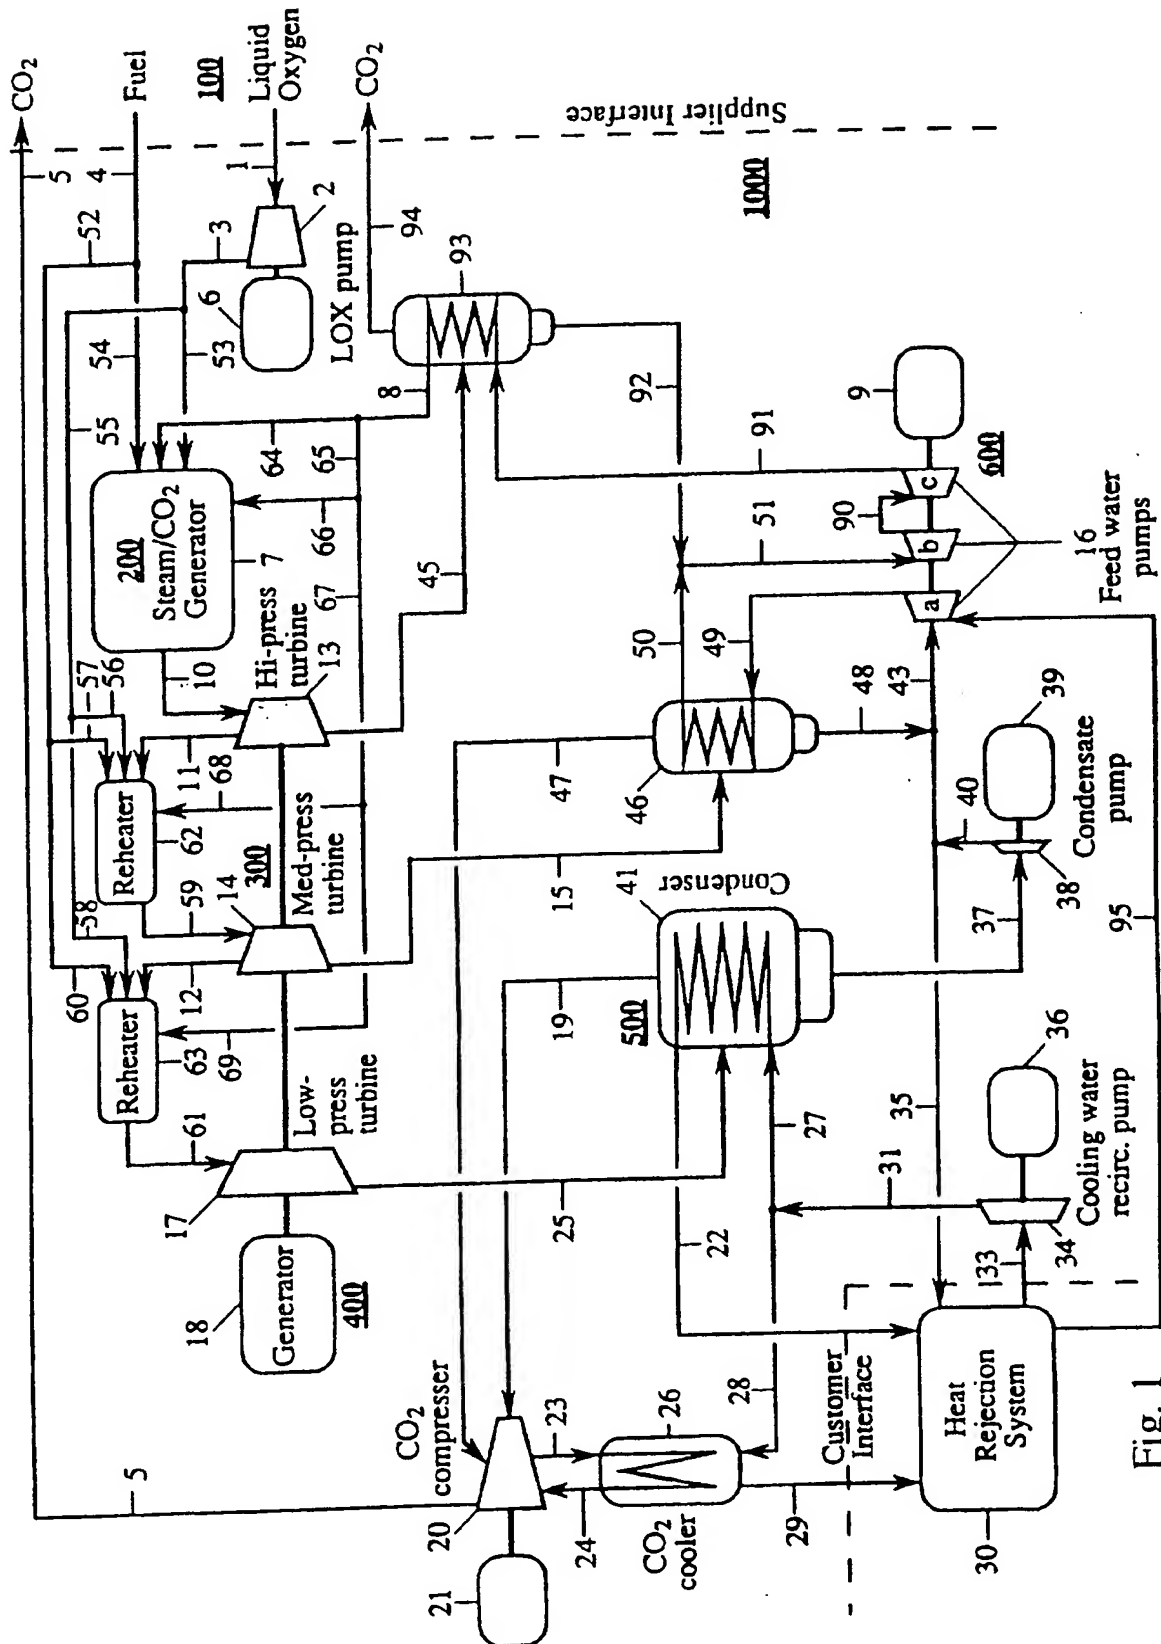 CO₂
Fuel
100
Liquid
Oxygen
CO₂
Supplier Interface
1000
5
4
1
52
3
2
6
LOX pump
94
93
54
53
55
8
64
65
66
67
45
200
Steam/CO₂
Generator
7
10
57
56
Hi-press
turbine
13
11
68
Reheater
62
58
59
300
14
Med-press
turbine
60
12
Reheater
63
69
61
Low-
press
turbine
17
18
Generator
400
92
91
9
600
90
c
b
a
51
16
Feed water
pumps
50
49
48
43
47
46
15
39
40
Condensate
pump
38
37
41
Condenser
500
19
95
36
35
27
31
Cooling water
recirc. pump
34
33
25
22
28
Customer
Interface
Heat
Rejection
System
30
29
26
CO₂
cooler
23
24
CO₂
compresser
20
21
5
Fig. 1